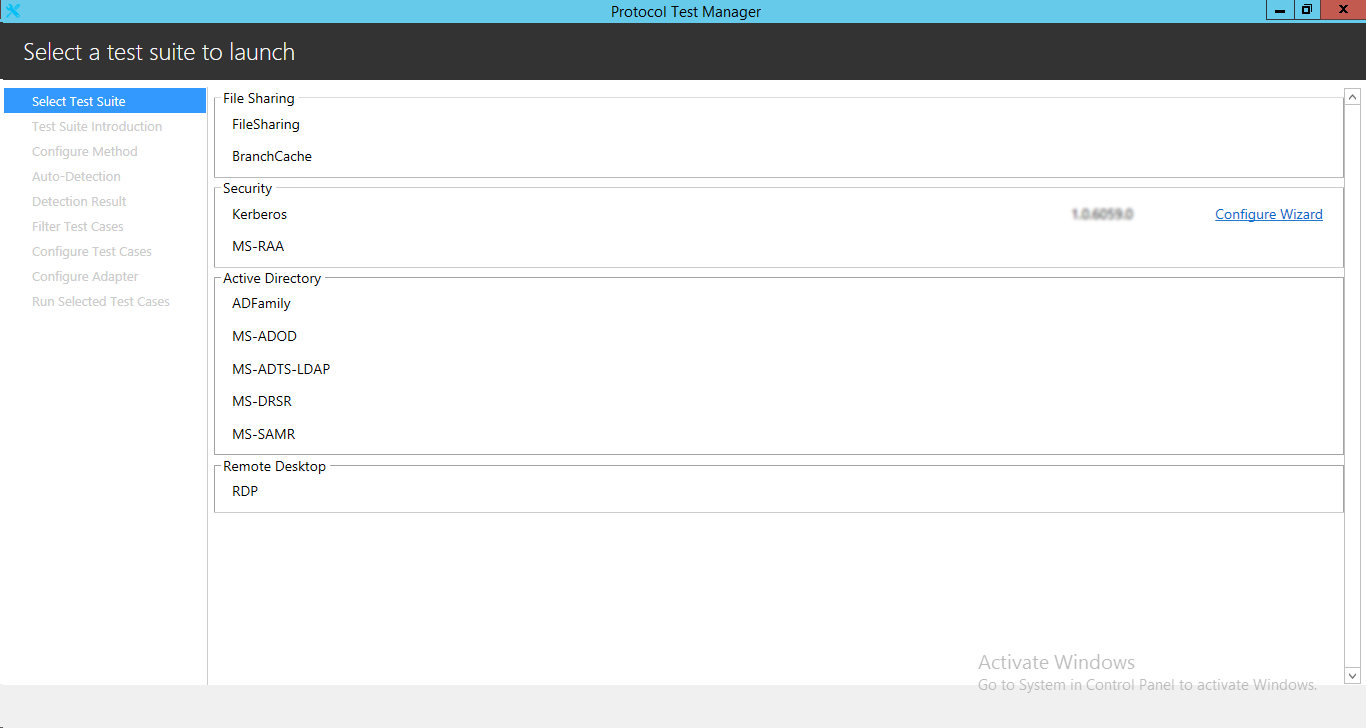 Protocol Test Manager
Select a test suite to launch
Select Test Suite
Test Suite Introduction
Configure Method
Auto-Detection
Detection Result
Filter Test Cases
Configure Test Cases
Configure Adapter
Run Selected Test Cases
File Sharing
FileSharing
BranchCache
Security
Kerberos 1.0.6059.0 Configure Wizard
MS-RAA
Active Directory
ADFamily
MS-ADOD
MS-ADTS-LDAP
MS-DRSR
MS-SAMR
Remote Desktop
RDP
Activate Windows
Go to System in Control Panel to activate Windows.